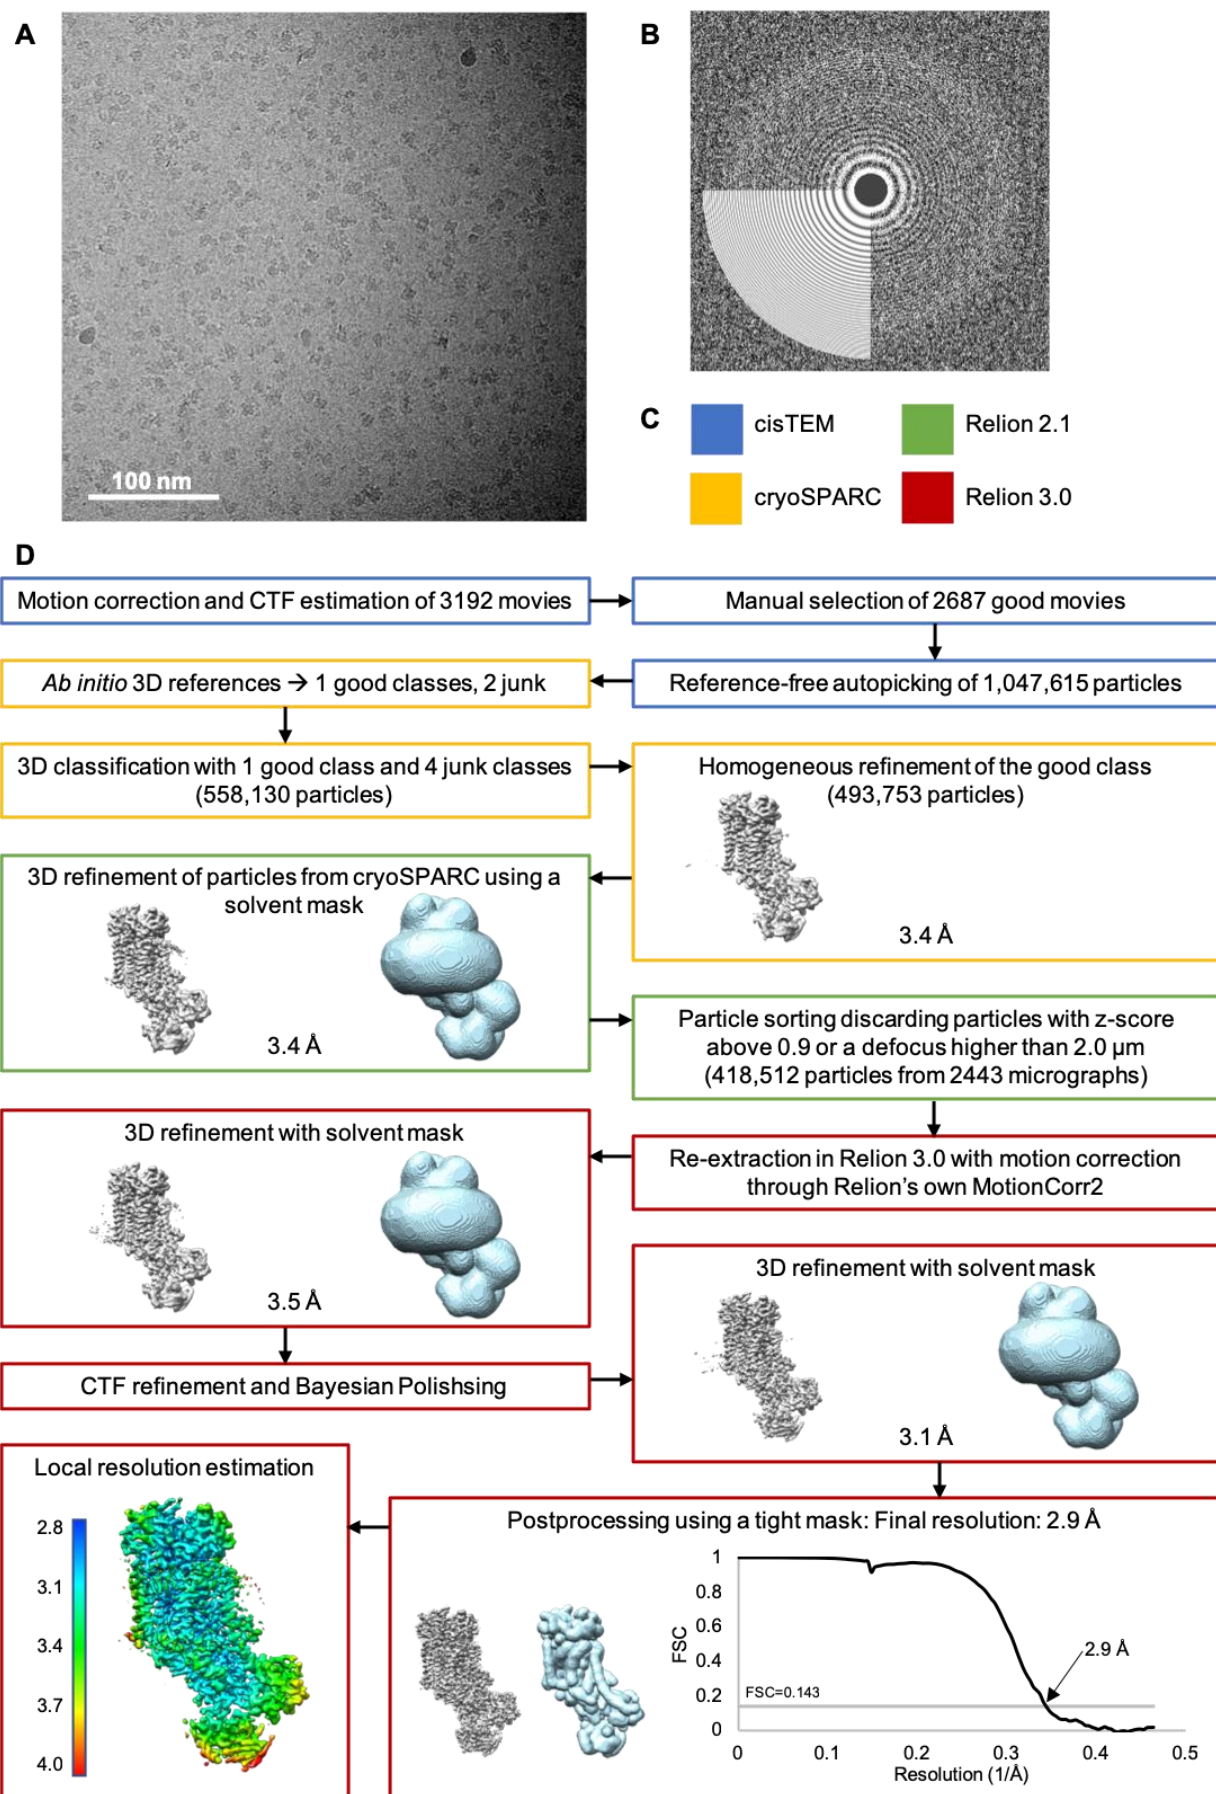 A
B
100 nm
C
cisTEM
Relion 2.1
cryoSPARC
Relion 3.0
D
Motion correction and CTF estimation of 3192 movies
Manual selection of 2687 good movies
Reference-free autopicking of 1,047,615 particles
Ab initio 3D references → 1 good classes, 2 junk
3D classification with 1 good class and 4 junk classes
(558,130 particles)
Homogeneous refinement of the good class
(493,753 particles)
3.4 Å
3D refinement of particles from cryoSPARC using a
solvent mask
3.4 Å
Particle sorting discarding particles with z-score
above 0.9 or a defocus higher than 2.0 µm
(418,512 particles from 2443 micrographs)
Re-extraction in Relion 3.0 with motion correction
through Relion's own MotionCorr2
3D refinement with solvent mask
3.5 Å
CTF refinement and Bayesian Polishsing
3D refinement with solvent mask
3.1 Å
Postprocessing using a tight mask: Final resolution: 2.9 Å
1
0.8
0.6
0.4
0.2
0
FSC
FSC=0.143
2.9 Å
0 0.1 0.2 0.3 0.4 0.5
Resolution (1/Å)
Local resolution estimation
2.8
3.1
3.4
3.7
4.0